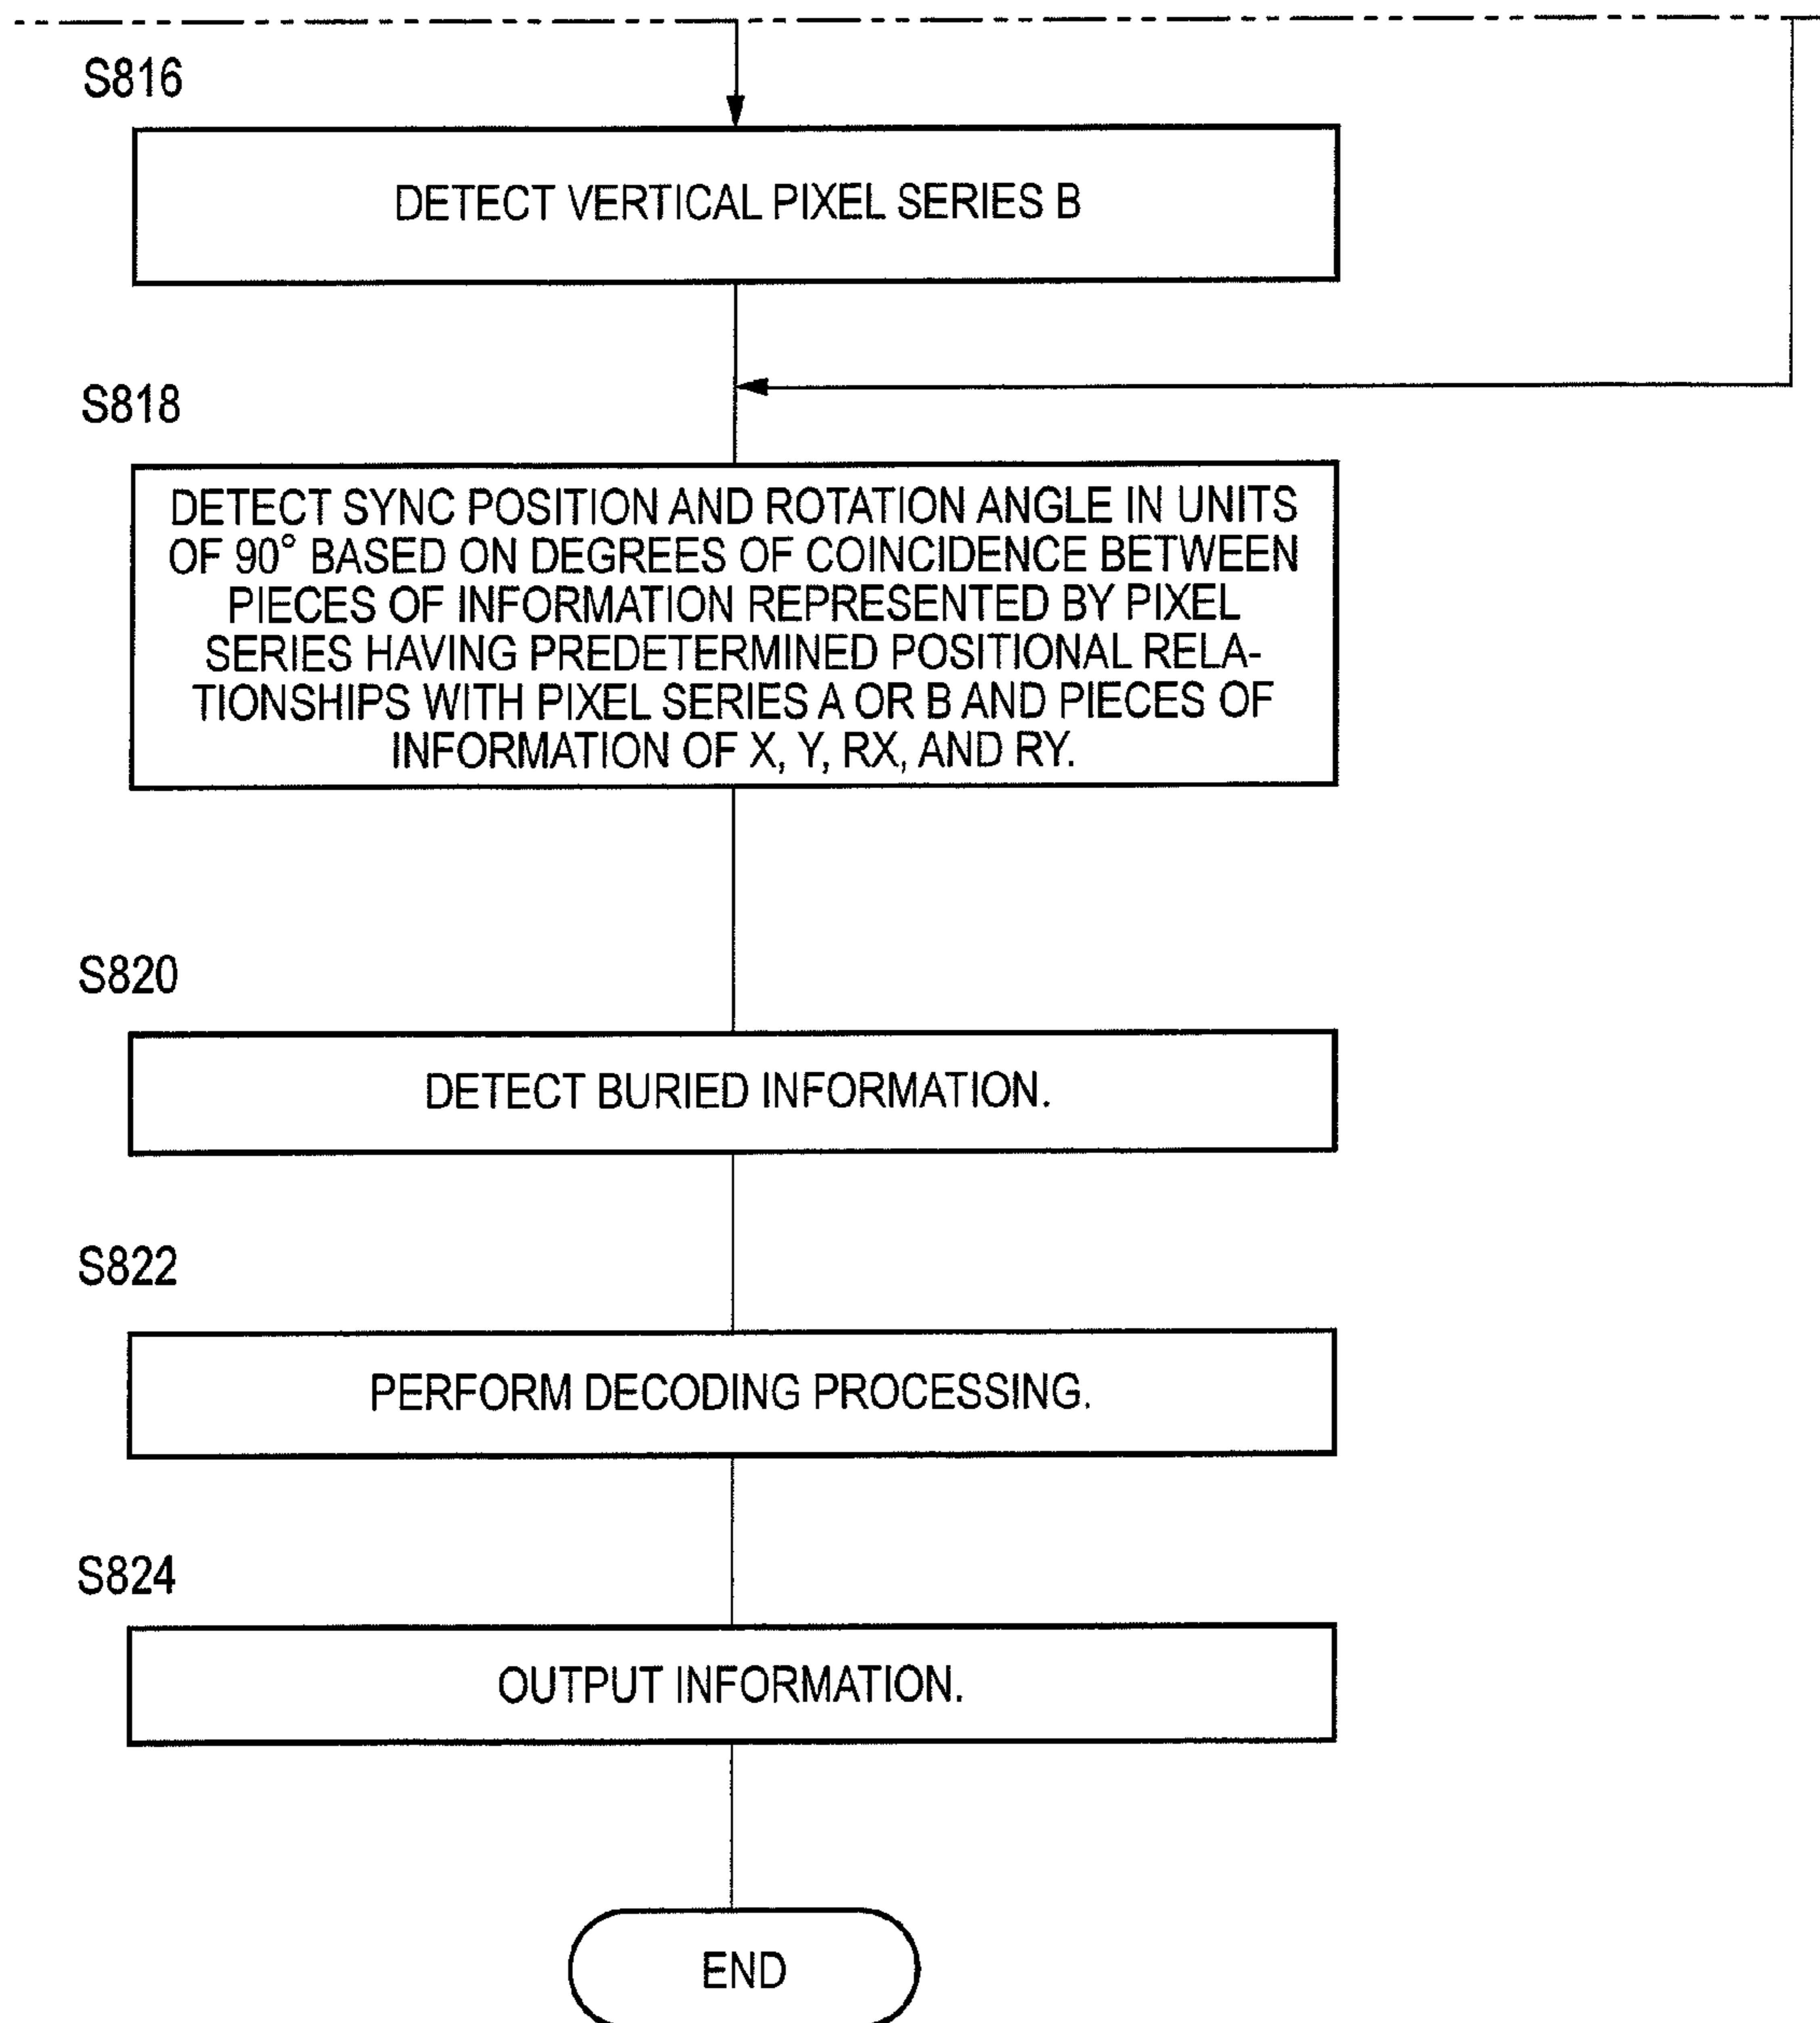 S816
DETECT VERTICAL PIXEL SERIES B
S818
DETECT SYNC POSITION AND ROTATION ANGLE IN UNITS
OF 90° BASED ON DEGREES OF COINCIDENCE BETWEEN
PIECES OF INFORMATION REPRESENTED BY PIXEL
SERIES HAVING PREDETERMINED POSITIONAL RELA-
TIONSHIPS WITH PIXEL SERIES A OR B AND PIECES OF
INFORMATION OF X, Y, RX, AND RY.
S820
DETECT BURIED INFORMATION.
S822
PERFORM DECODING PROCESSING.
S824
OUTPUT INFORMATION.
END